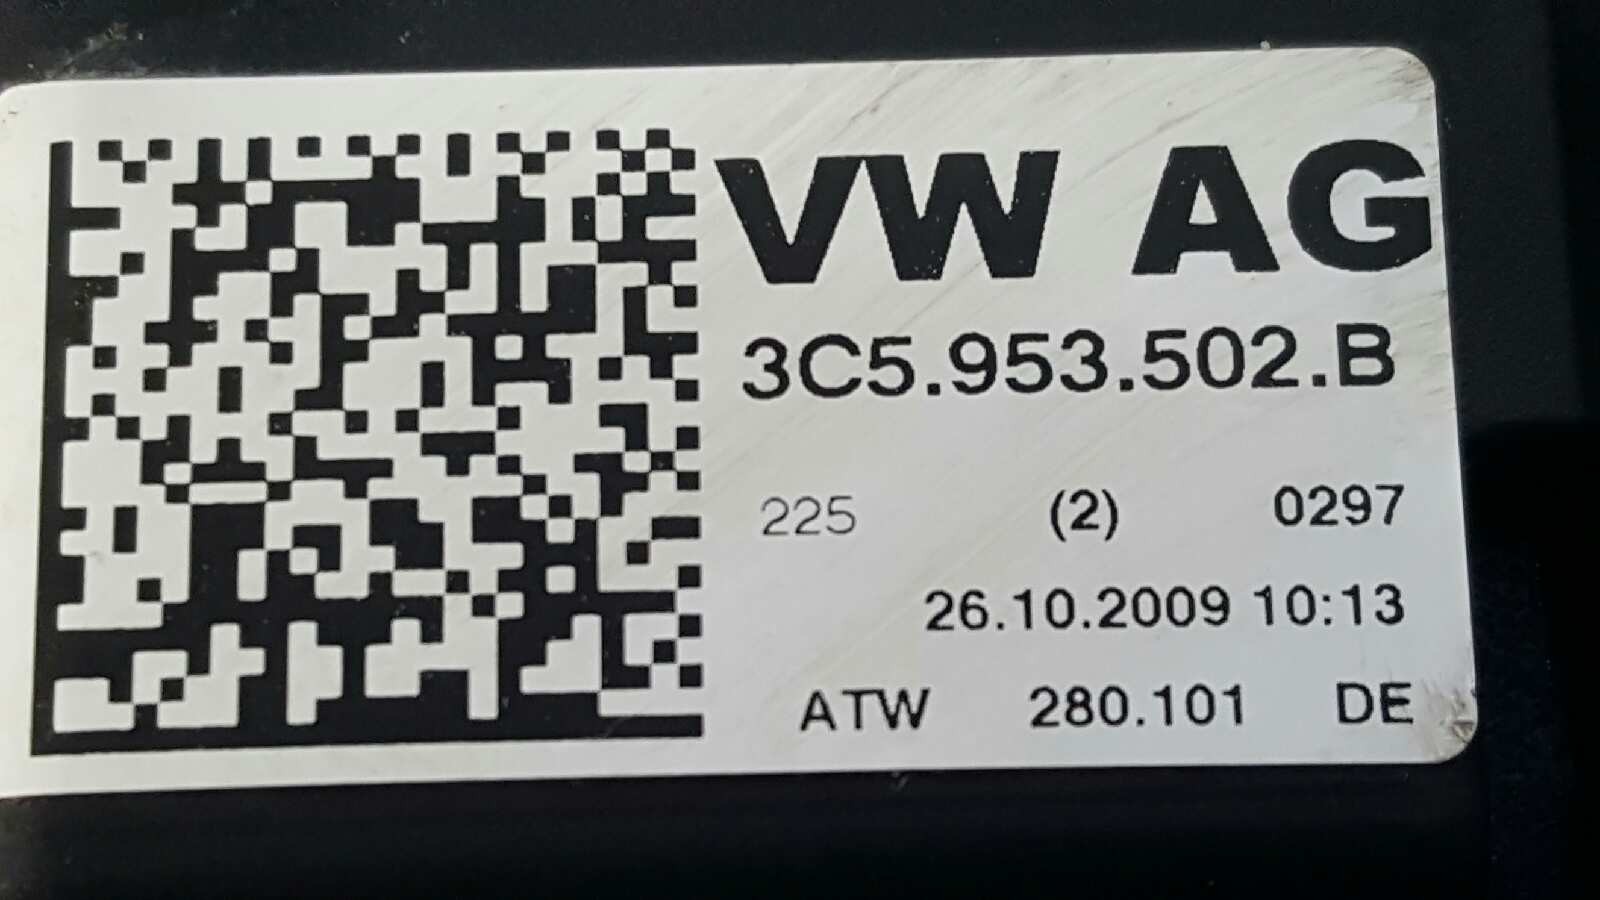 VW AG
3C5.953.502.B
225 (2) 0297
26.10.2009 10:13
ATW 280.101 DE